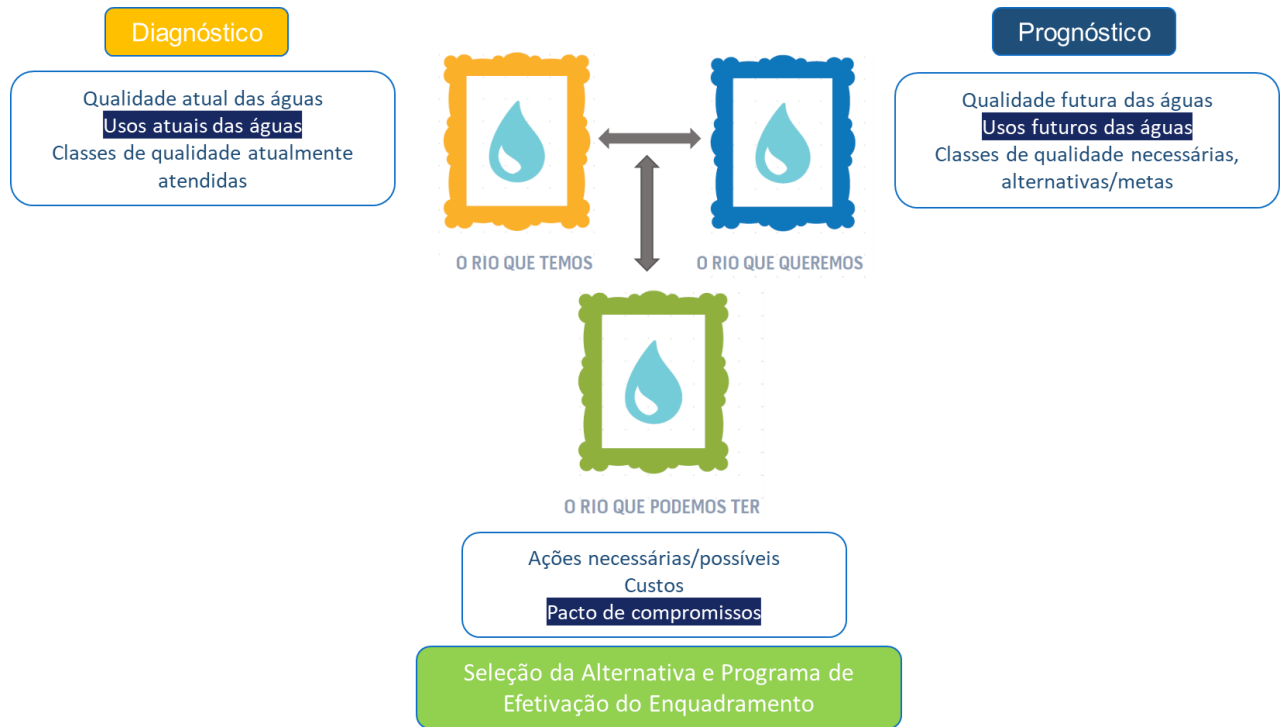 Diagnóstico
Qualidade atual das águas
Usos atuais das águas
Classes de qualidade atualmente
atendidas
Prognóstico
Qualidade futura das águas
Usos futuros das águas
Classes de qualidade necessárias,
alternativas/metas
O RIO QUE TEMOS
O RIO QUE QUEREMOS
O RIO QUE PODEMOS TER
Ações necessárias/possíveis
Custos
Pacto de compromissos
Seleção da Alternativa e Programa de
Efetivação do Enquadramento